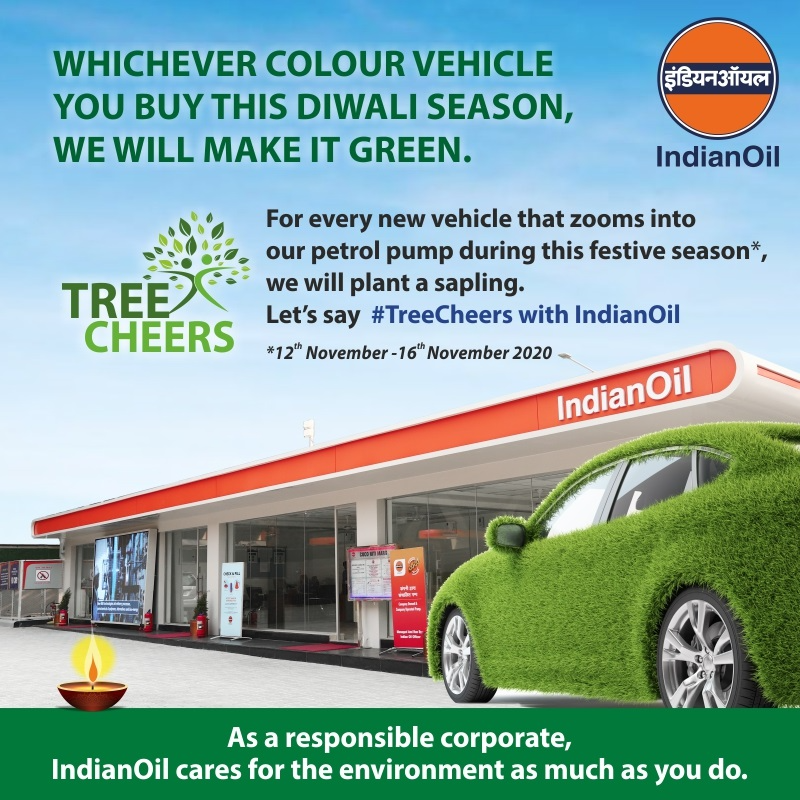 WHICHEVER COLOUR VEHICLE
YOU BUY THIS DIWALI SEASON,
WE WILL MAKE IT GREEN.
इंडियनऑयल
IndianOil
TREE
CHEERS
For every new vehicle that zooms into
our petrol pump during this festive season*,
we will plant a sapling.
Let's say #TreeCheers with IndianOil
*12th November -16th November 2020
IndianOil
As a responsible corporate,
IndianOil cares for the environment as much as you do.